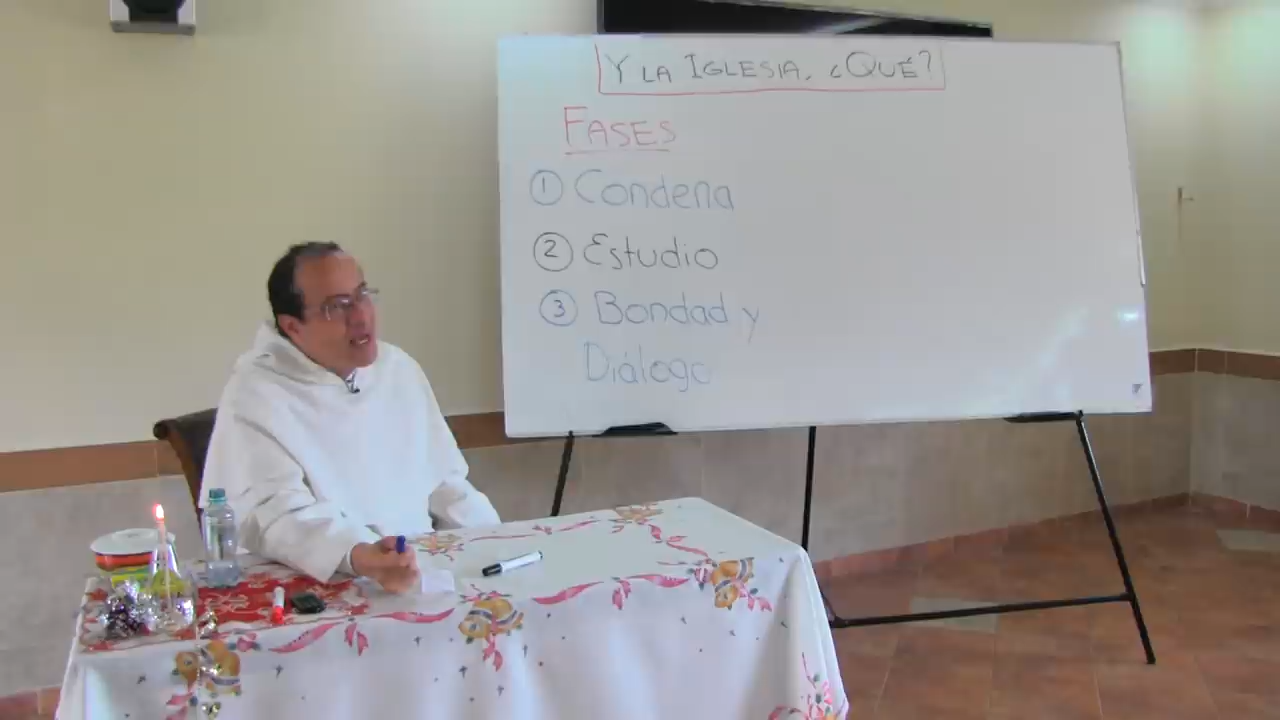 Y LA IGLESIA, ¿QUÉ?
FASES
① Condena
② Estudio
③ Bondad y
Diálogo